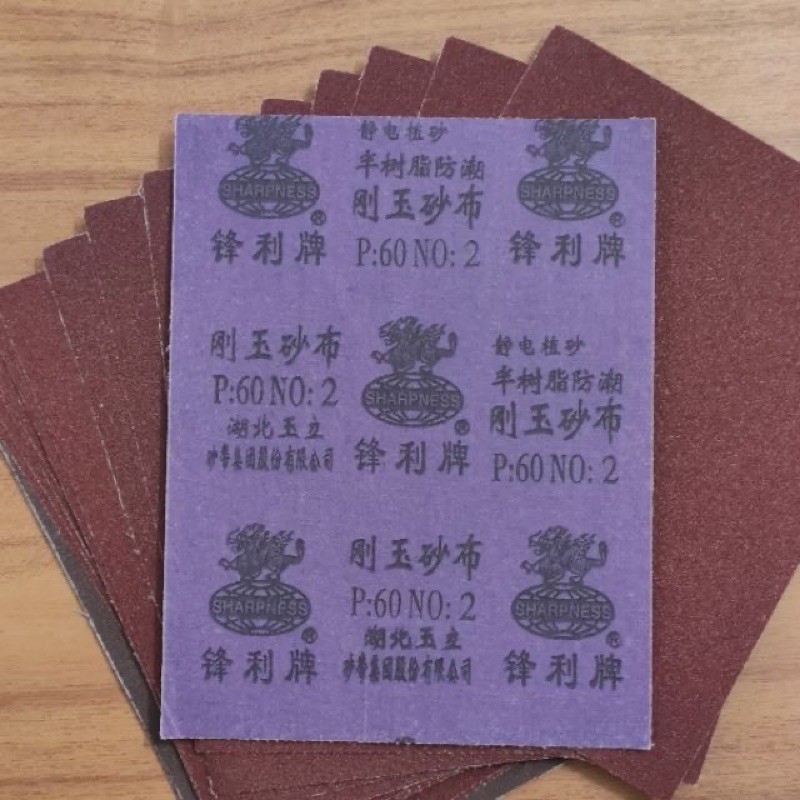 静电植砂
半树脂防潮
刚玉砂布
P:60 NO: 2
SHARPNESS
®
锋利牌
SHARPNESS
®
锋利牌
刚玉砂布
P:60 NO: 2
湖北玉立
砂带集团股份有限公司
SHARPNESS
®
锋利牌
静电植砂
半树脂防潮
刚玉砂布
P:60 NO: 2
SHARPNESS
®
锋利牌
刚玉砂布
P:60 NO: 2
湖北玉立
砂带集团股份有限公司
SHARPNESS
®
锋利牌